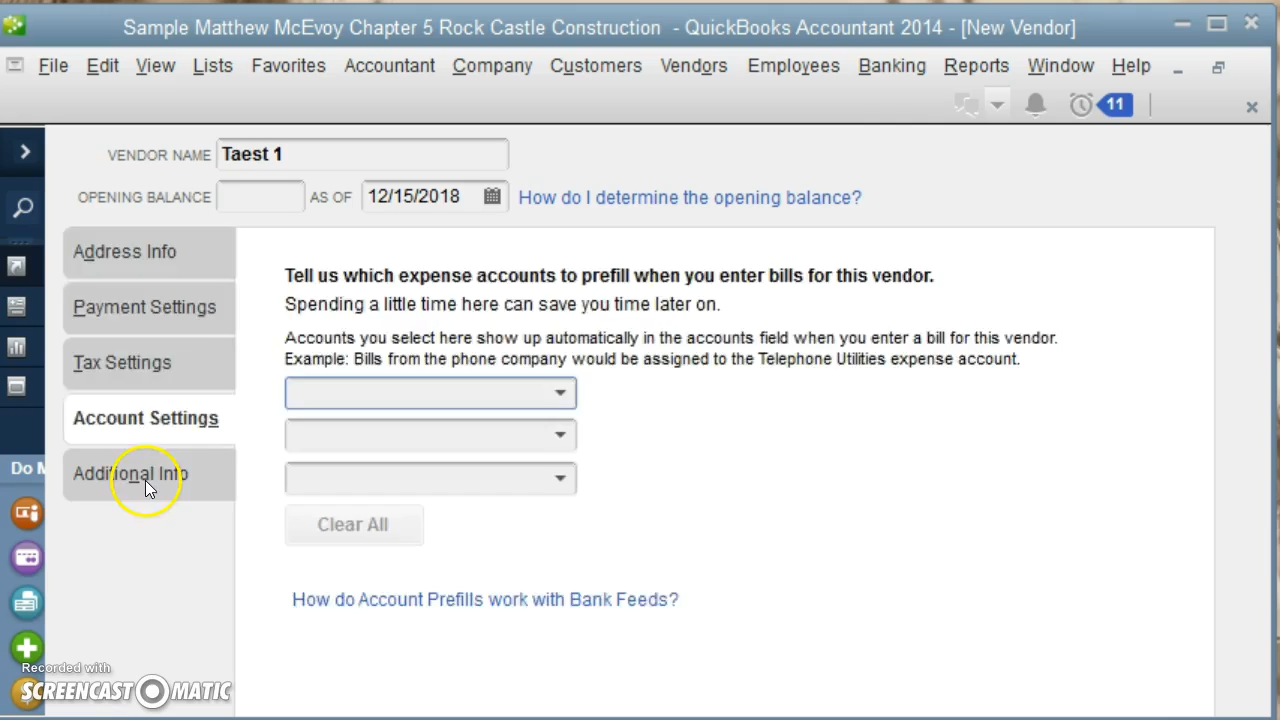 Sample Matthew McEvoy Chapter 5 Rock Castle Construction - QuickBooks Accountant 2014 - [New Vendor]
File Edit View Lists Favorites Accountant Company Customers Vendors Employees Banking Reports Window Help
11
VENDOR NAME Taest 1
OPENING BALANCE AS OF 12/15/2018 How do I determine the opening balance?
Address Info
Payment Settings
Tax Settings
Account Settings
Additional Info
Tell us which expense accounts to prefill when you enter bills for this vendor.
Spending a little time here can save you time later on.
Accounts you select here show up automatically in the accounts field when you enter a bill for this vendor.
Example: Bills from the phone company would be assigned to the Telephone Utilities expense account.
Clear All
How do Account Prefills work with Bank Feeds?
Do M
Recorded with
SCREENCAST-O-MATIC